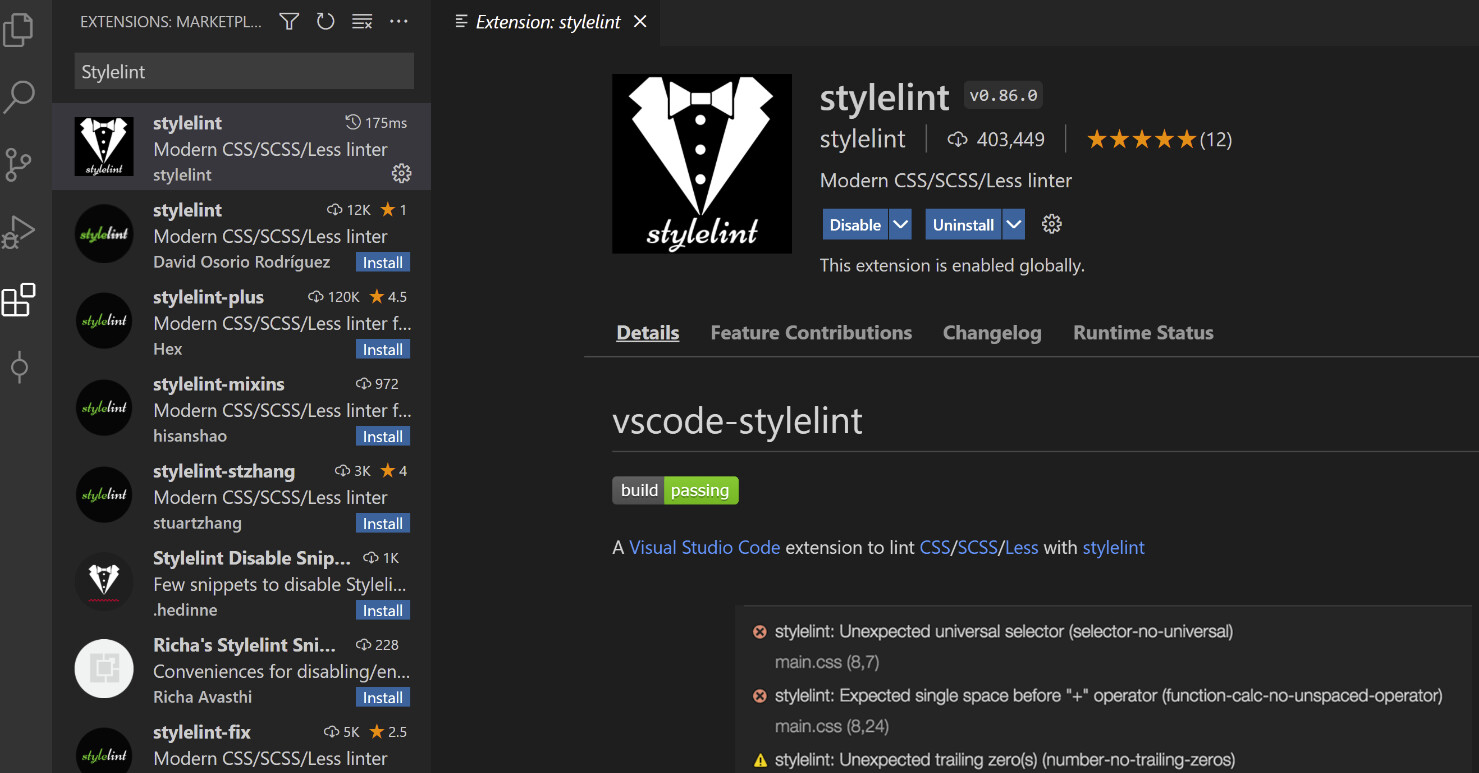 EXTENSIONS: MARKETPL...
Stylelint
stylelint 175ms
Modern CSS/SCSS/Less linter
stylelint
stylelint 12K 1
Modern CSS/SCSS/Less linter
David Osorio Rodríguez Install
stylelint-plus 120K 4.5
Modern CSS/SCSS/Less linter f...
Hex Install
stylelint-mixins 972
Modern CSS/SCSS/Less linter f...
hisanshao Install
stylelint-stzhang 3K 4
Modern CSS/SCSS/Less linter
stuartzhang Install
Stylelint Disable Snip... 1K
Few snippets to disable Styleli...
.hedinne Install
Richa's Stylelint Sni... 228
Conveniences for disabling/en...
Richa Avasthi Install
stylelint-fix 5K 2.5
Modern CSS/SCSS/Less linter
stylelint
stylelint
stylelint
stylelint
stylelint
stylelint
Extension: stylelint
stylelint
stylelint v0.86.0
stylelint 403,449 (12)
Modern CSS/SCSS/Less linter
Disable Uninstall
This extension is enabled globally.
Details Feature Contributions Changelog Runtime Status
vscode-stylelint
build passing
A Visual Studio Code extension to lint CSS/SCSS/Less with stylelint
stylelint: Unexpected universal selector (selector-no-universal)
main.css (8,7)
stylelint: Expected single space before "+" operator (function-calc-no-unspaced-operator)
main.css (8,24)
stylelint: Unexpected trailing zero(s) (number-no-trailing-zeros)